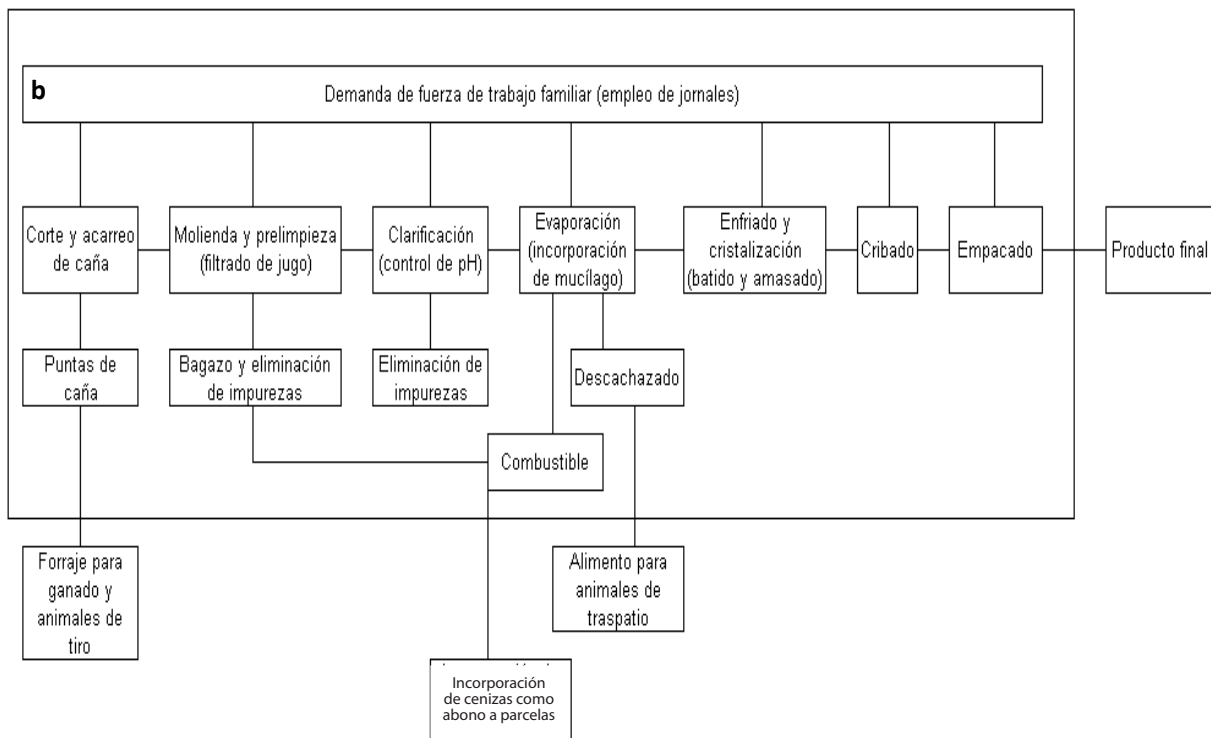 b
Demanda de fuerza de trabajo familiar (empleo de jornales)
Corte y acarreo
de caña
Molienda y prelimpieza
(filtrado de jugo)
Clarificación
(control de pH)
Evaporación
(incorporación
de mucílago)
Enfriado y
cristalización
(batido y amasado)
Cribado
Empacado
Producto final
Puntas de
caña
Bagazo y eliminación
de impurezas
Eliminación de
impurezas
Descachazado
Combustible
Forraje para
ganado y
animales de
tiro
Alimento para
animales de
traspatio
Incorporación
de cenizas como
abono a parcelas